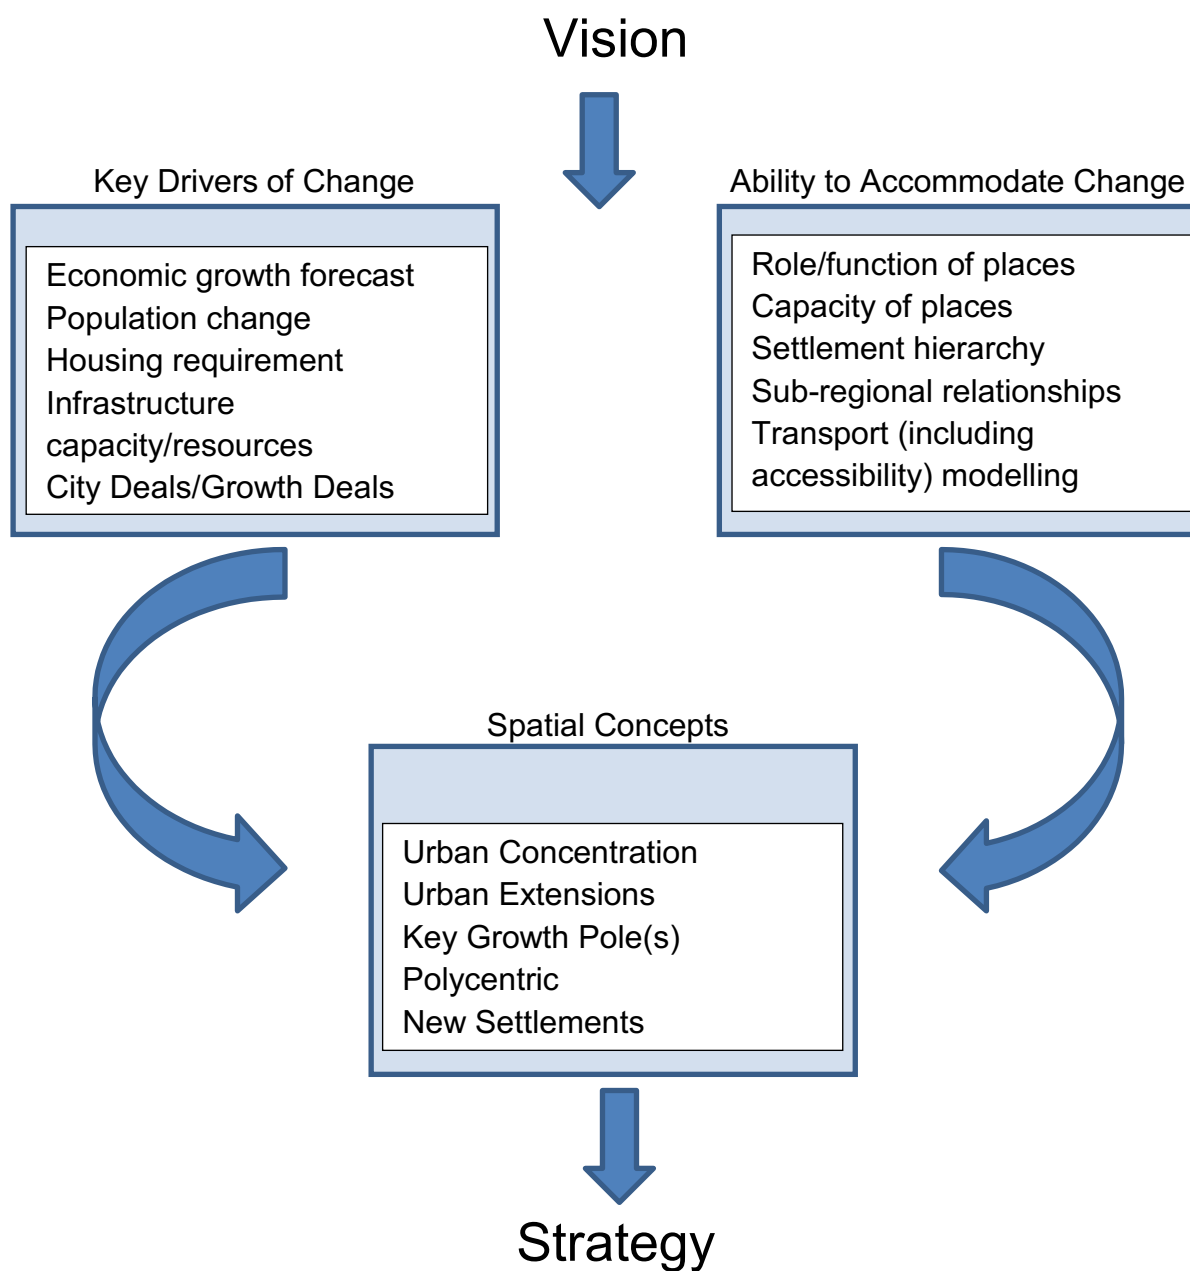 Vision
Key Drivers of Change
Economic growth forecast
Population change
Housing requirement
Infrastructure
capacity/resources
City Deals/Growth Deals
Ability to Accommodate Change
Role/function of places
Capacity of places
Settlement hierarchy
Sub-regional relationships
Transport (including
accessibility) modelling
Spatial Concepts
Urban Concentration
Urban Extensions
Key Growth Pole(s)
Polycentric
New Settlements
Strategy